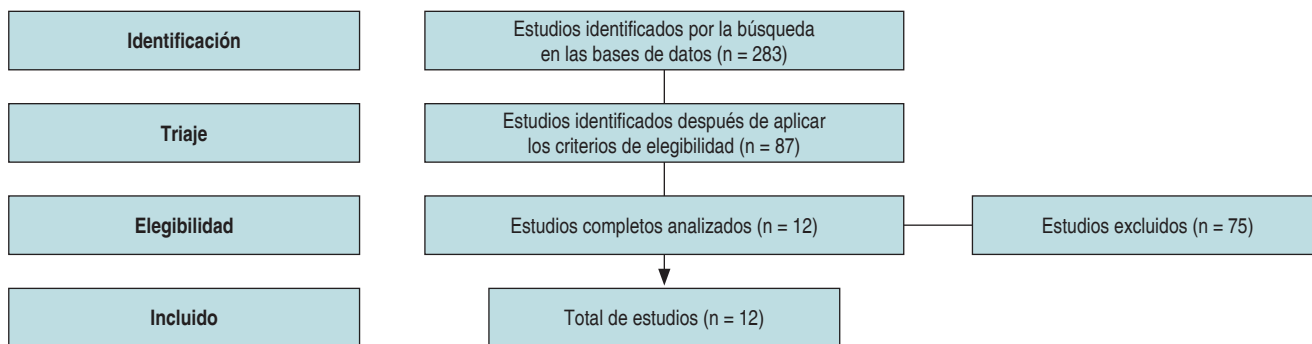 Identificación
Estudios identificados por la búsqueda
en las bases de datos (n = 283)
Triaje
Estudios identificados después de aplicar
los criterios de elegibilidad (n = 87)
Elegibilidad
Estudios completos analizados (n = 12)
Estudios excluidos (n = 75)
Incluido
Total de estudios (n = 12)